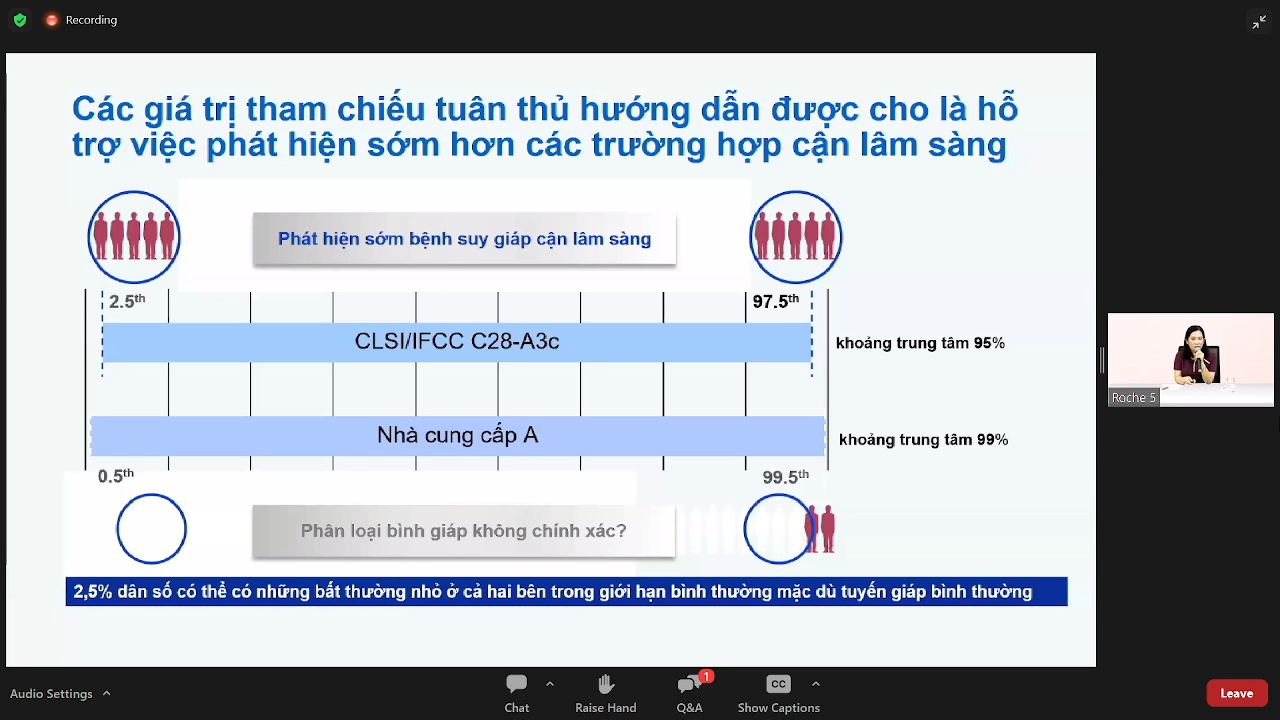 Recording
Các giá trị tham chiếu tuân thủ hướng dẫn được cho là hỗ
trợ việc phát hiện sớm hơn các trường hợp cận lâm sàng
Phát hiện sớm bệnh suy giáp cận lâm sàng
2.5th
97.5th
CLSI/IFCC C28-A3c
khoảng trung tâm 95%
Roche 5
Nhà cung cấp A
khoảng trung tâm 99%
0.5th
99.5th
Phân loại bình giáp không chính xác?
2,5% dân số có thể có những bất thường nhỏ ở cả hai bên trong giới hạn bình thường mặc dù tuyến giáp bình thường
Audio Settings
Chat
Raise Hand
1
Q&A
CC
Show Captions
Leave